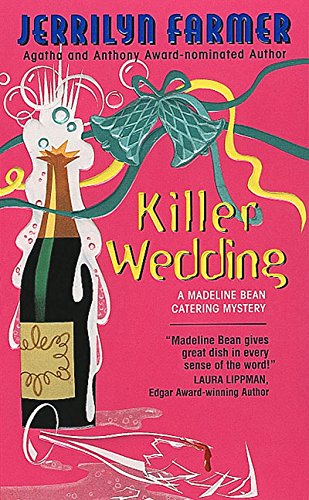 JERRILYN FARMER
Agatha and Anthony Award-nominated Author
Killer
Wedding
A MADELINE BEAN
CATERING MYSTERY
"Madeline Bean gives
great dish in every
sense of the word!"
LAURA LIPPMAN,
Edgar Award-winning Author